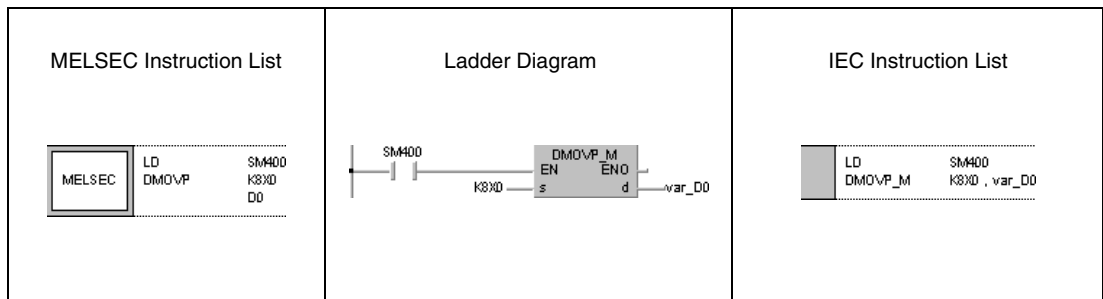 MELSEC Instruction List
MELSEC
LD SM400
DMOVP K8X0
D0
Ladder Diagram
SM400
DMOVP_M
EN ENO
K8X0 s d var_D0
IEC Instruction List
LD SM400
DMOVP_M K8X0 , var_D0